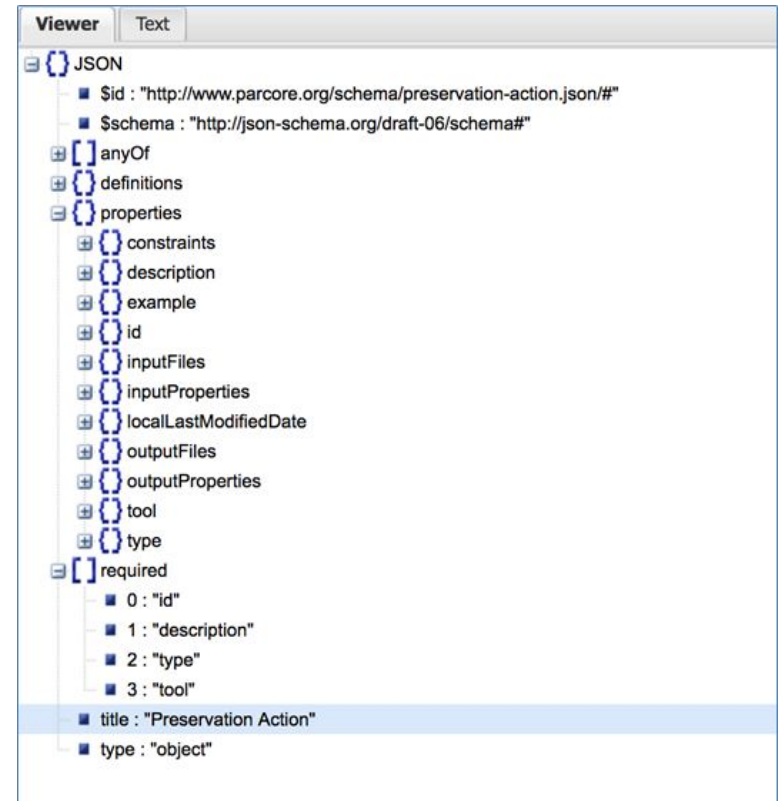 Viewer Text
{} JSON
$id : "http://www.parcore.org/schema/preservation-action.json/#"
$schema : "http://json-schema.org/draft-06/schema#"
[] anyOf
{} definitions
{} properties
{} constraints
{} description
{} example
{} id
{} inputFiles
{} inputProperties
{} localLastModifiedDate
{} outputFiles
{} outputProperties
{} tool
{} type
[] required
0 : "id"
1 : "description"
2 : "type"
3 : "tool"
title : "Preservation Action"
type : "object"